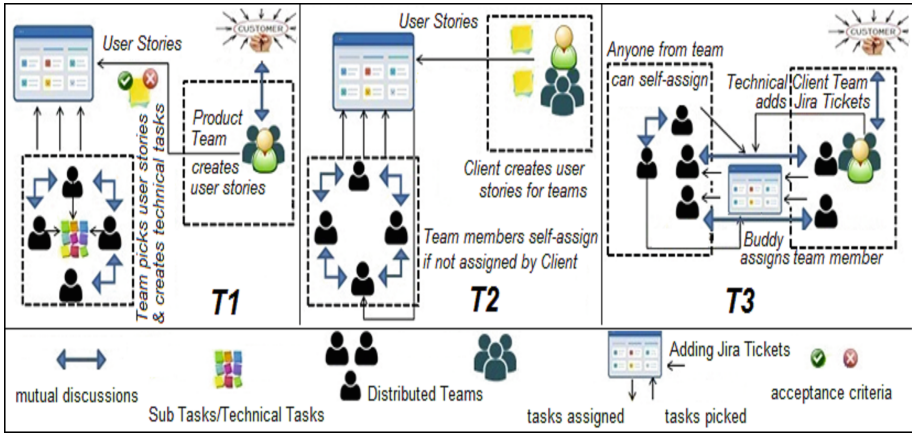 User Stories
CUSTOMER
Product
Team
creates
user stories
Team picks user stories
& creates technical tasks
T1
User Stories
Client creates user
stories for teams
Team members self-assign
if not assigned by Client
T2
CUSTOMER
Anyone from team
can self-assign
Technical Client Team
adds Jira Tickets
Buddy
assigns team member
T3
mutual discussions
Sub Tasks/Technical Tasks
Distributed Teams
Adding Jira Tickets
tasks assigned
tasks picked
acceptance criteria